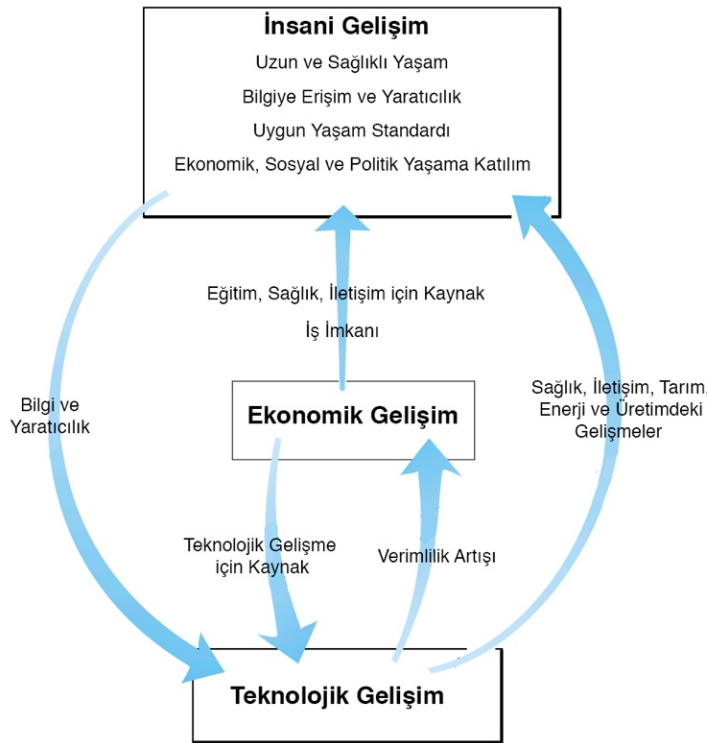 İnsani Gelişim
Uzun ve Sağlıklı Yaşam
Bilgiye Erişim ve Yaratıcılık
Uygun Yaşam Standardı
Ekonomik, Sosyal ve Politik Yaşama Katılım
Eğitim, Sağlık, İletişim için Kaynak
İş İmkanı
Bilgi ve
Yaratıcılık
Ekonomik Gelişim
Sağlık, İletişim, Tarım,
Enerji ve Üretimdeki
Gelişmeler
Teknolojik Gelişme
için Kaynak
Verimlilik Artışı
Teknolojik Gelişim